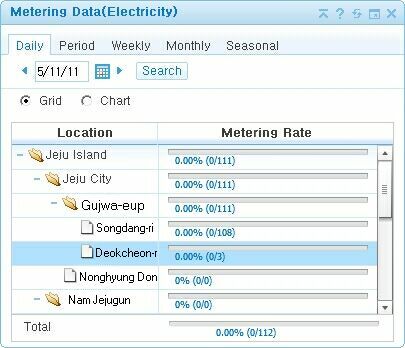 Metering Data(Electricity)
Daily Period Weekly Monthly Seasonal
5/11/11 Search
Grid Chart
Location Metering Rate
Jeju Island 0.00% (0/111)
Jeju City 0.00% (0/111)
Gujwa-eup 0.00% (0/111)
Songdang-ri 0.00% (0/108)
Deokcheon-r 0.00% (0/3)
Nonghyung Don 0% (0/0)
Nam Jejugun 0% (0/0)
Total 0.00% (0/112)